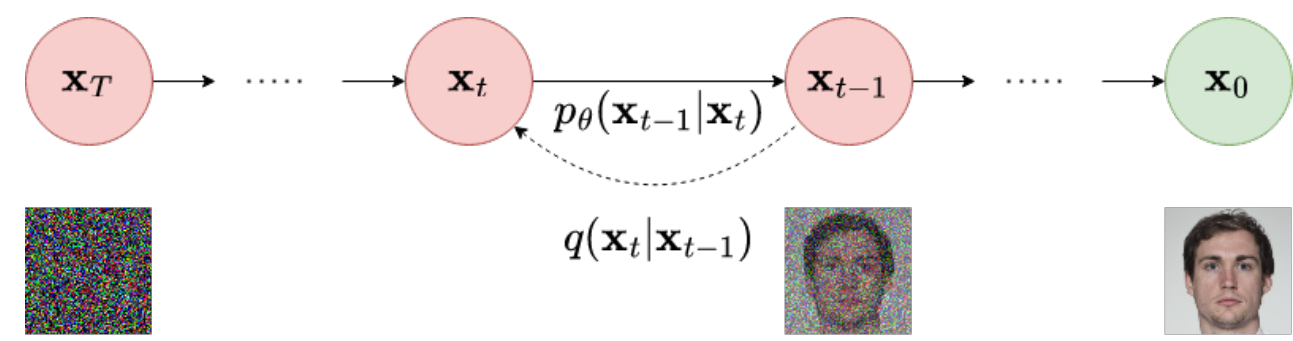 𝐱_T ····· 𝐱_t 𝐱_{t−1} ····· 𝐱_0
p_θ(𝐱_{t−1}|𝐱_t)
q(𝐱_t|𝐱_{t−1})